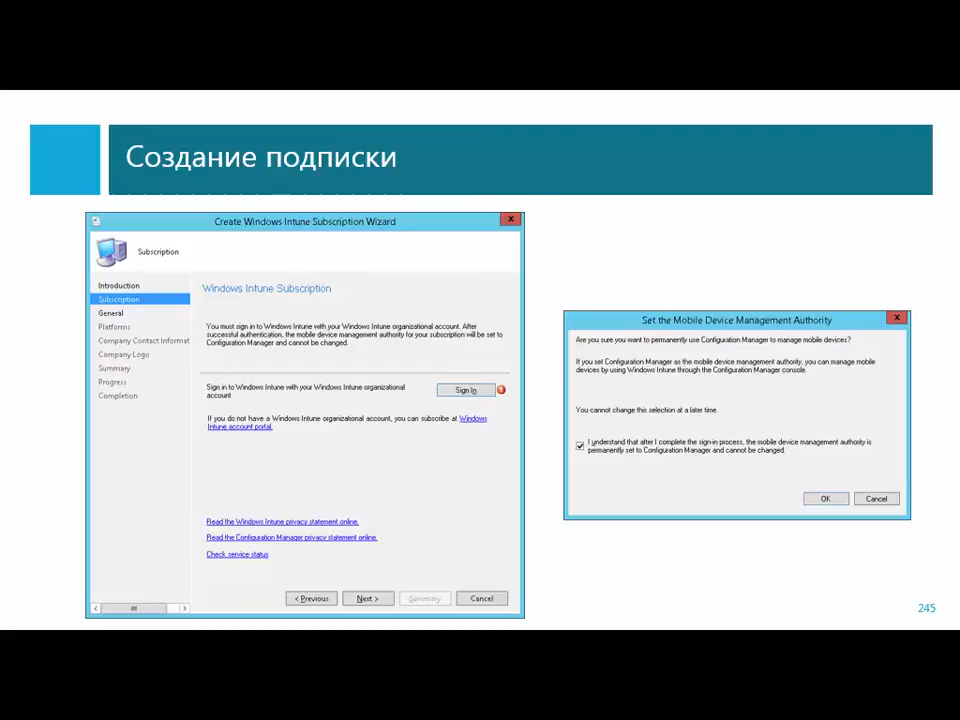 Создание подписки
Create Windows Intune Subscription Wizard
Subscription
Introduction
Subscription
General
Platforms
Company Contact Informat
Company Logo
Summary
Progress
Completion
Windows Intune Subscription
You must sign in to Windows Intune with your Windows Intune organizational account. After
successful authentication, the mobile device management authority for your subscription will be set to
Configuration Manager and cannot be changed.
Sign in to Windows Intune with your Windows Intune organizational
account
Sign In
If you do not have a Windows Intune organizational account, you can subscribe at Windows
Intune account portal.
Read the Windows Intune privacy statement online.
Read the Configuration Manager privacy statement online.
Check service status
< Previous
Next >
Summary
Cancel
Set the Mobile Device Management Authority
Are you sure you want to permanently use Configuration Manager to manage mobile devices?
If you set Configuration Manager as the mobile device management authority, you can manage mobile
devices by using Windows Intune through the Configuration Manager console.
You cannot change this selection at a later time.
I understand that after I complete the sign-in process, the mobile device management authority is
permanently set to Configuration Manager and cannot be changed.
OK
Cancel
245